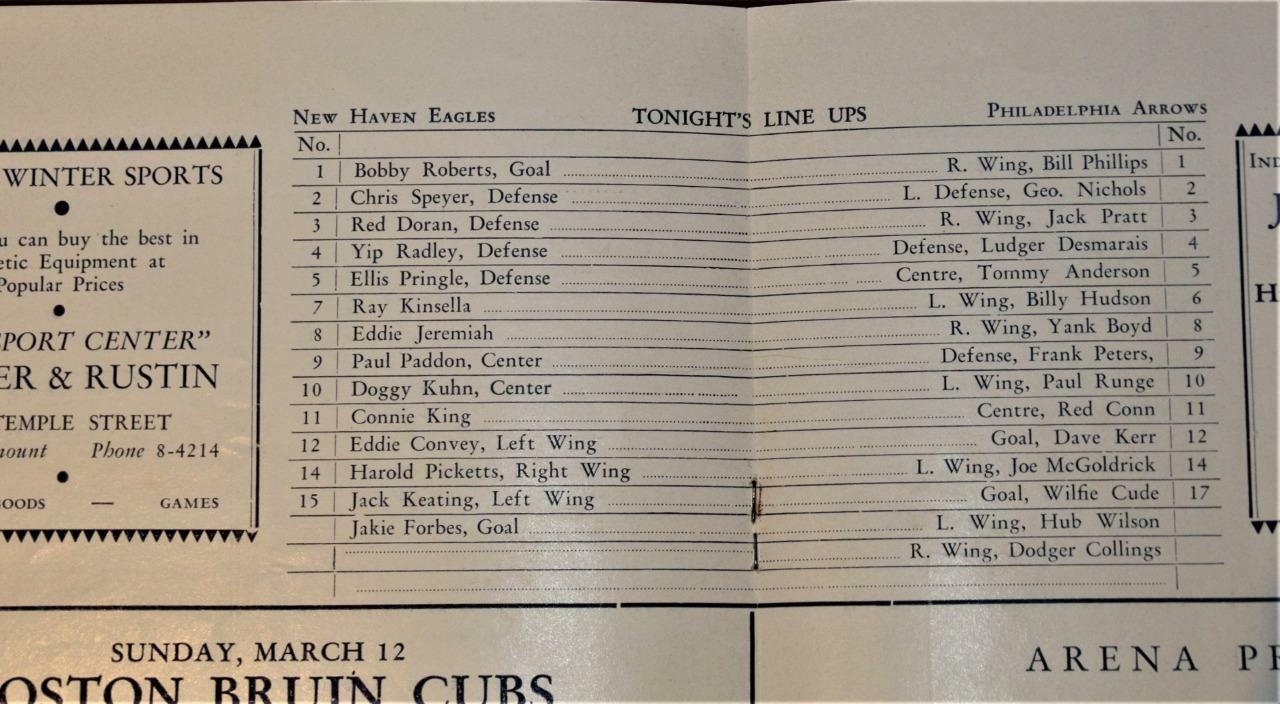 WINTER SPORTS
can buy the best in
Equipment at
Popular Prices
CENTER”
& RUSTIN
TEMPLE STREET
Phone 8-4214
— GAMES
New Haven Eagles TONIGHT'S LINE UPS Philadelphia Arrows
No. No.
1 Bobby Roberts, Goal R. Wing, Bill Phillips 1
2 Chris Speyer, Defense L. Defense, Geo. Nichols 2
3 Red Doran, Defense R. Wing, Jack Pratt 3
4 Yip Radley, Defense Defense, Ludger Desmarais 4
5 Ellis Pringle, Defense Centre, Tommy Anderson 5
7 Ray Kinsella L. Wing, Billy Hudson 6
8 Eddie Jeremiah R. Wing, Yank Boyd 8
9 Paul Paddon, Center Defense, Frank Peters, 9
10 Doggy Kuhn, Center L. Wing, Paul Runge 10
11 Connie King Centre, Red Conn 11
12 Eddie Convey, Left Wing Goal, Dave Kerr 12
14 Harold Picketts, Right Wing L. Wing, Joe McGoldrick 14
15 Jack Keating, Left Wing Goal, Wilfie Cude 17
Jakie Forbes, Goal L. Wing, Hub Wilson
R. Wing, Dodger Collings
SUNDAY, MARCH 12
BRUIN CUBS
ARENA